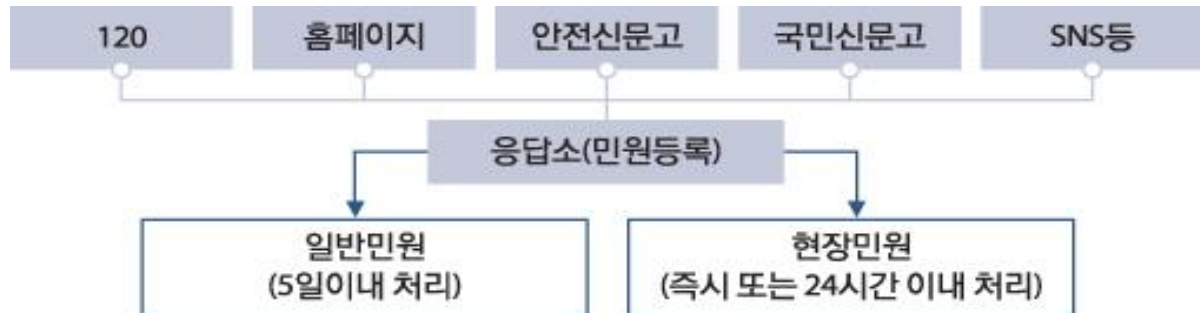 120
홈페이지
안전신문고
국민신문고
SNS등
응답소(민원등록)
일반민원
(5일이내 처리)
현장민원
(즉시 또는 24시간 이내 처리)